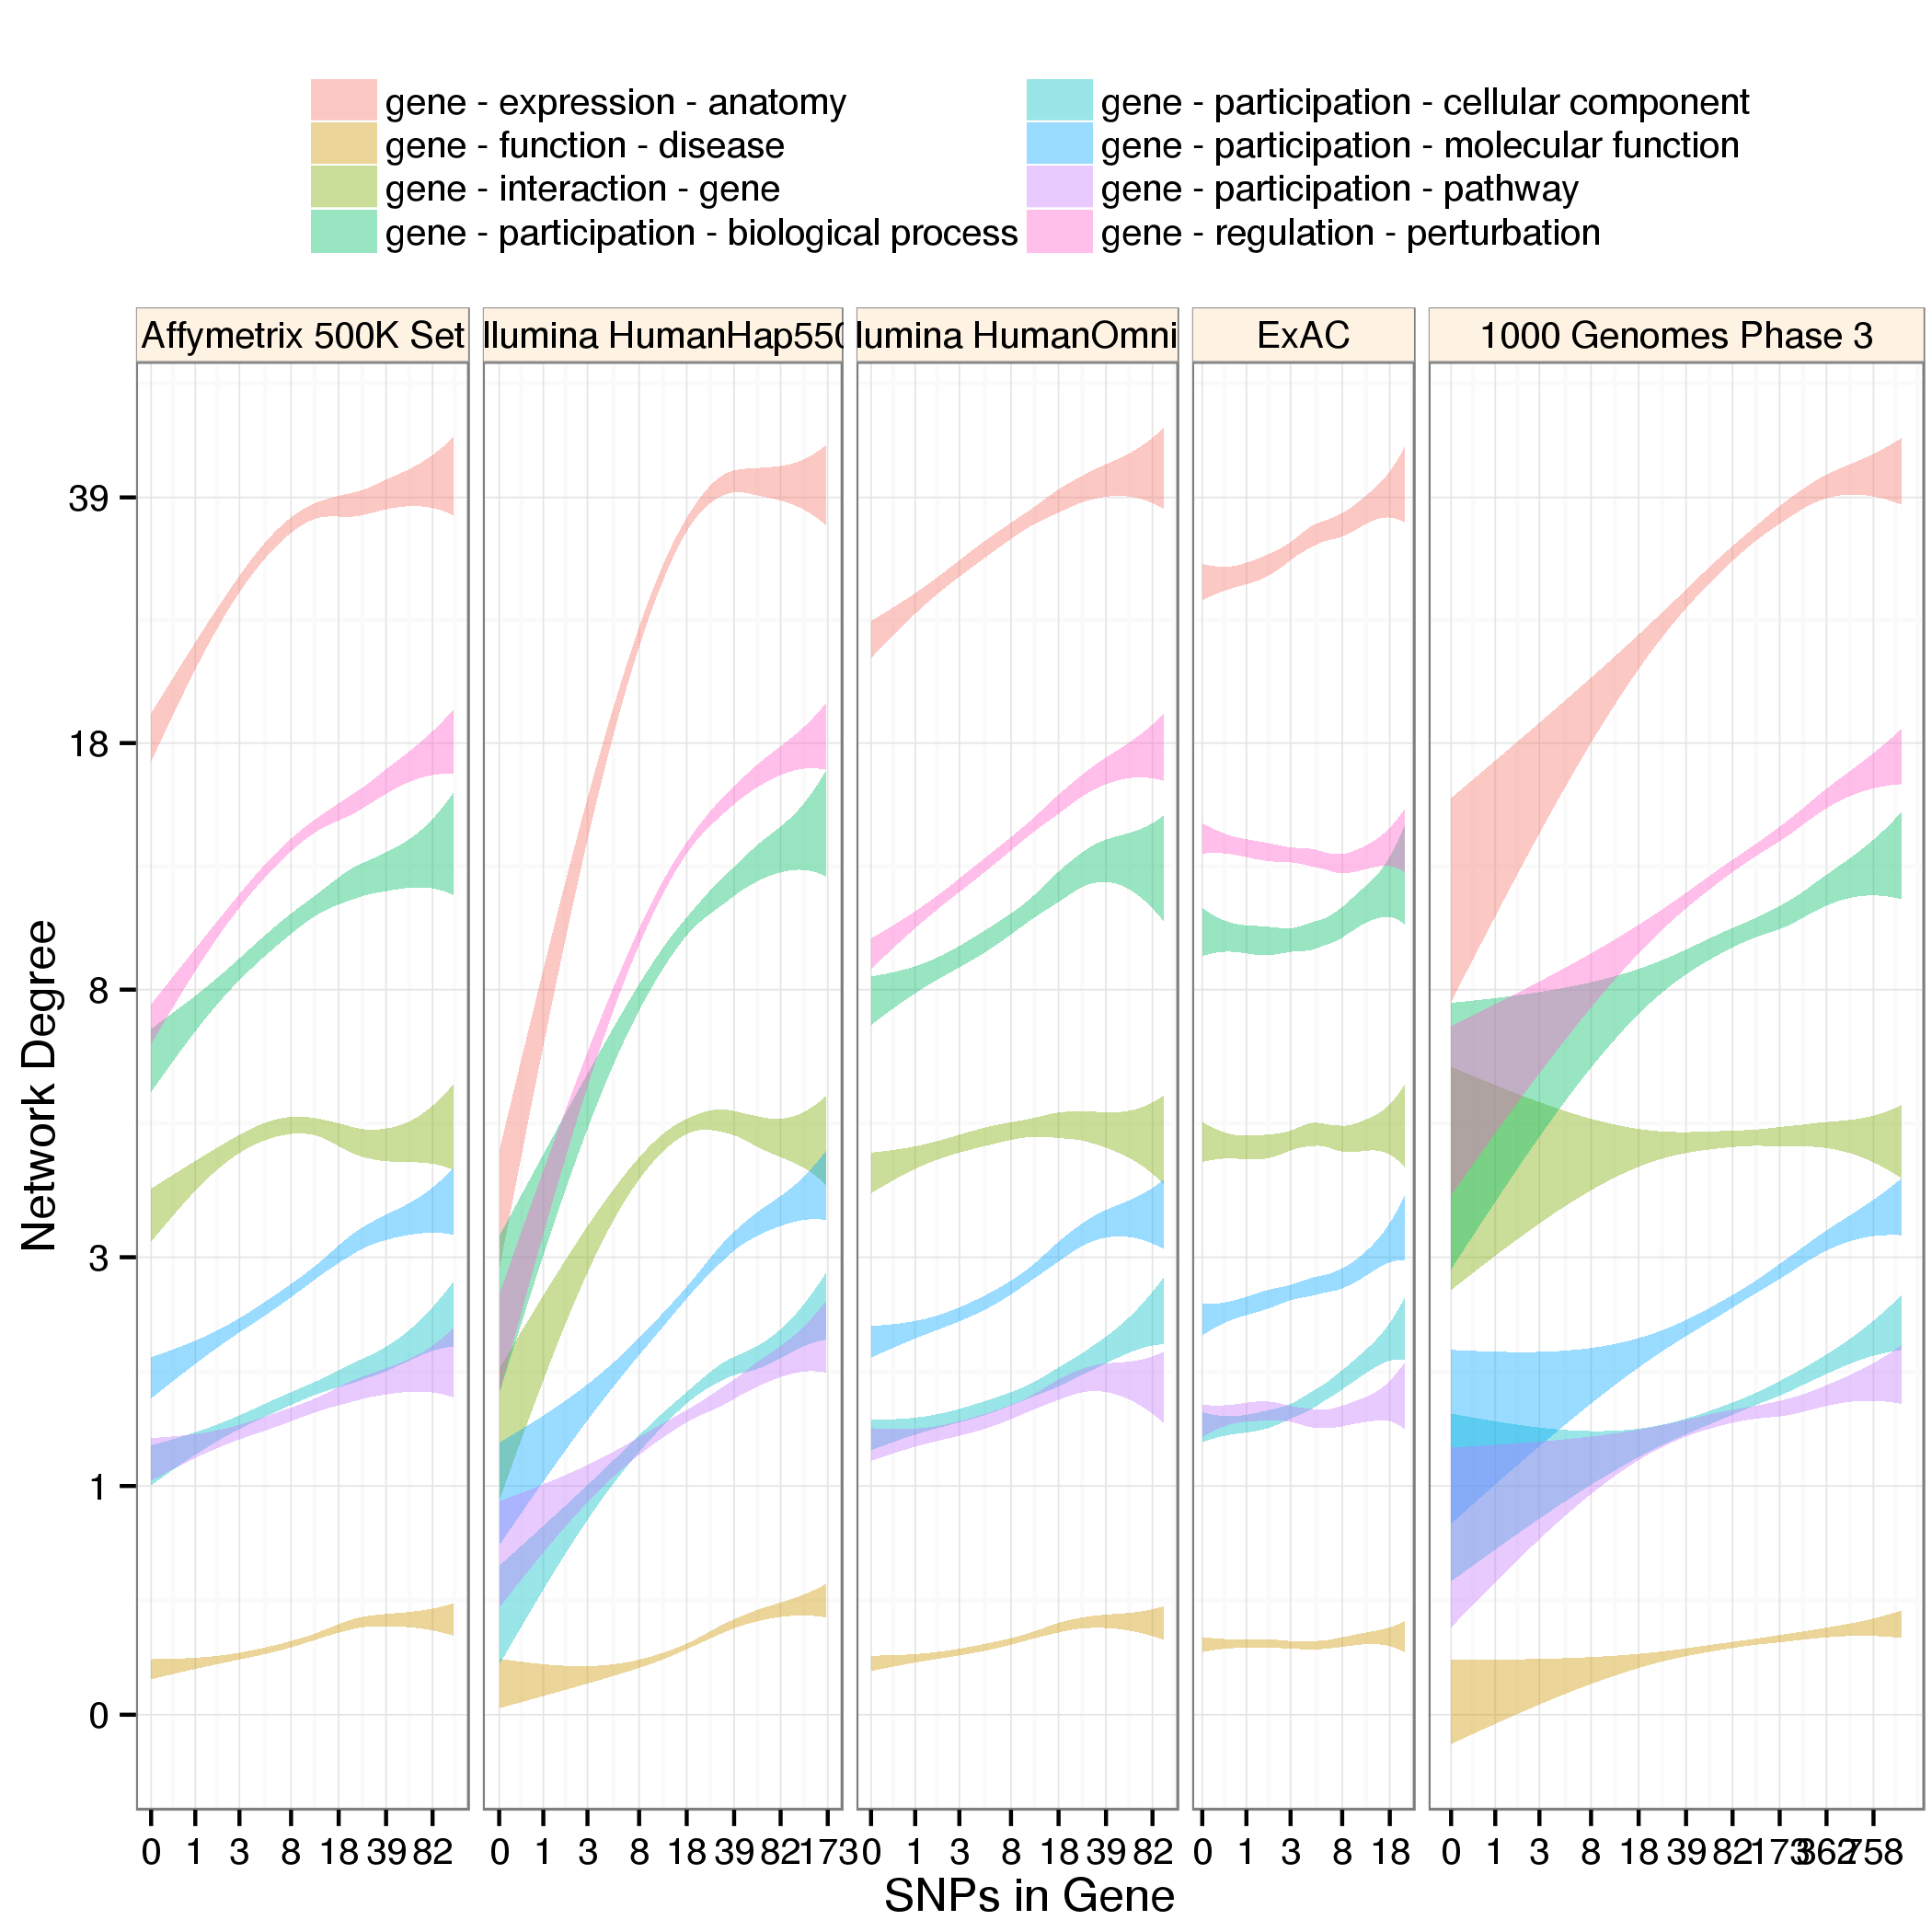 gene - expression - anatomy
gene - function - disease
gene - interaction - gene
gene - participation - biological process
gene - participation - cellular component
gene - participation - molecular function
gene - participation - pathway
gene - regulation - perturbation
Affymetrix 500K Set
llumina HumanHap550
lumina HumanOmni
ExAC
1000 Genomes Phase 3
Network Degree
39
18
8
3
1
0
0 1 3 8 18 39 82
0 1 3 8 18 39 82 173
0 1 3 8 18 39 82
0 1 3 8 18
0 1 3 8 18 39 82 173 362 758
SNPs in Gene